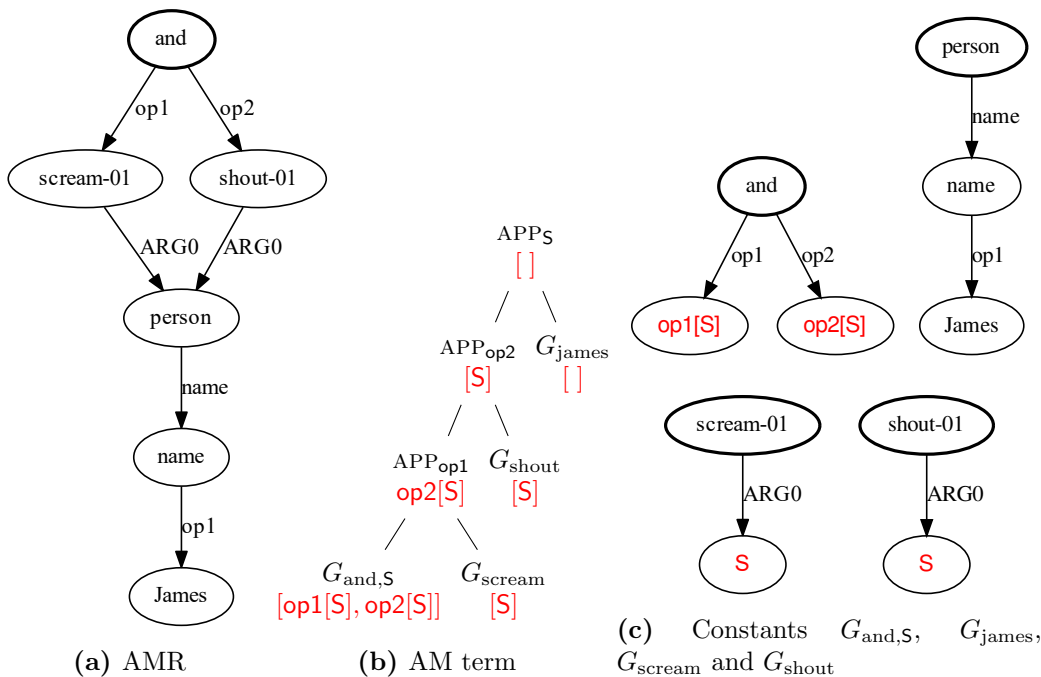 and
op1
op2
scream-01
shout-01
ARG0
ARG0
person
name
name
op1
James
(a) AMR
APP_S
[ ]
APP_op2
G_james
[S]
[ ]
APP_op1
G_shout
op2[S]
[S]
G_and,S
G_scream
[op1[S], op2[S]]
[S]
(b) AM term
person
name
name
op1
James
and
op1
op2
op1[S]
op2[S]
scream-01
shout-01
ARG0
ARG0
S
S
(c) Constants G_and,S, G_james,
G_scream and G_shout